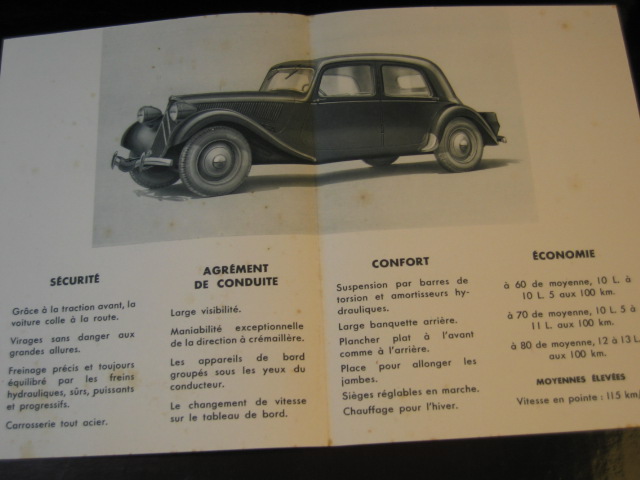 SÉCURITÉ
Grâce à la traction avant, la
voiture colle à la route.
Virages sans danger aux
grandes allures.
Freinage précis et toujours
équilibré par les freins
hydrauliques, sûrs, puissants
et progressifs.
Carrosserie tout acier.
AGRÉMENT
DE CONDUITE
Large visibilité.
Maniabilité exceptionnelle
de la direction à crémaillère.
Les appareils de bord
groupés sous les yeux du
conducteur.
Le changement de vitesse
sur le tableau de bord.
CONFORT
Suspension par barres de
torsion et amortisseurs hy-
drauliques.
Large banquette arrière.
Plancher plat à l'avant
comme à l'arrière.
Place pour allonger les
jambes.
Sièges réglables en marche.
Chauffage pour l'hiver.
ÉCONOMIE
à 60 de moyenne, 10 L. à
10 L. 5 aux 100 km.
à 70 de moyenne, 10 L. 5 à
11 L. aux 100 km.
à 80 de moyenne, 12 à 13 L.
aux 100 km.
MOYENNES ÉLEVÉES
Vitesse en pointe : 115 km/